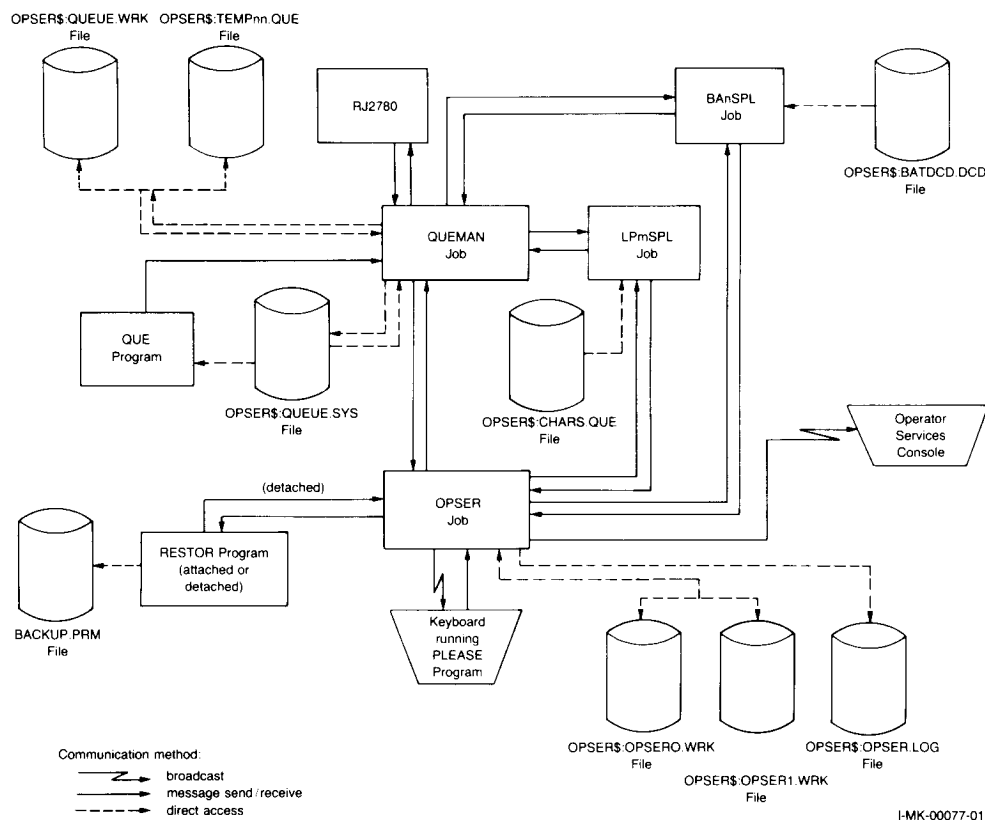 OPSER$:QUEUE.WRK
File
OPSER$:TEMPnn.QUE
File
RJ2780
BAnSPL
Job
OPSER$:BATDCD.DCD
File
QUEMAN
Job
LPmSPL
Job
QUE
Program
OPSER$:QUEUE.SYS
File
OPSER$:CHARS.QUE
File
Operator
Services
Console
(detached)
OPSER
Job
RESTOR Program
(attached or
detached)
BACKUP.PRM
File
Keyboard
running
PLEASE
Program
OPSER$:OPSER0.WRK
File
OPSER$:OPSER1.WRK
File
OPSER$:OPSER.LOG
File
Communication method:
broadcast
message send/receive
direct access
I-MK-00077-01